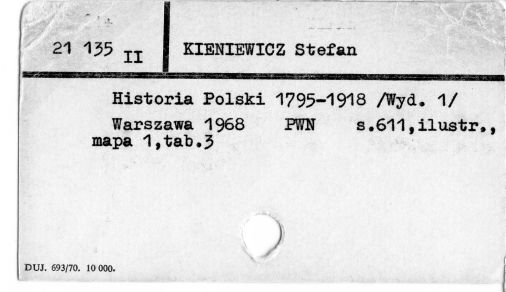 21 135 II KIENIEWICZ Stefan
Historia Polski 1795-1918 /Wyd. 1/
Warszawa 1968 PWN s.611,ilustr.,
mapa 1,tab.3
DUJ. 693/70. 10 000.